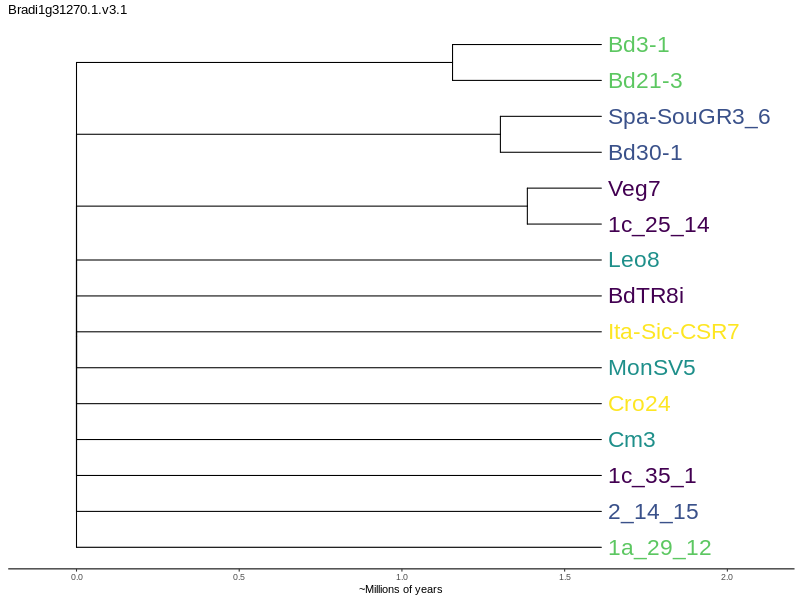 Bradi1g31270.1.v3.1
Bd3-1
Bd21-3
Spa-SouGR3_6
Bd30-1
Veg7
1c_25_14
Leo8
BdTR8i
Ita-Sic-CSR7
MonSV5
Cro24
Cm3
1c_35_1
2_14_15
1a_29_12
0.0 0.5 1.0 1.5 2.0
~Millions of years